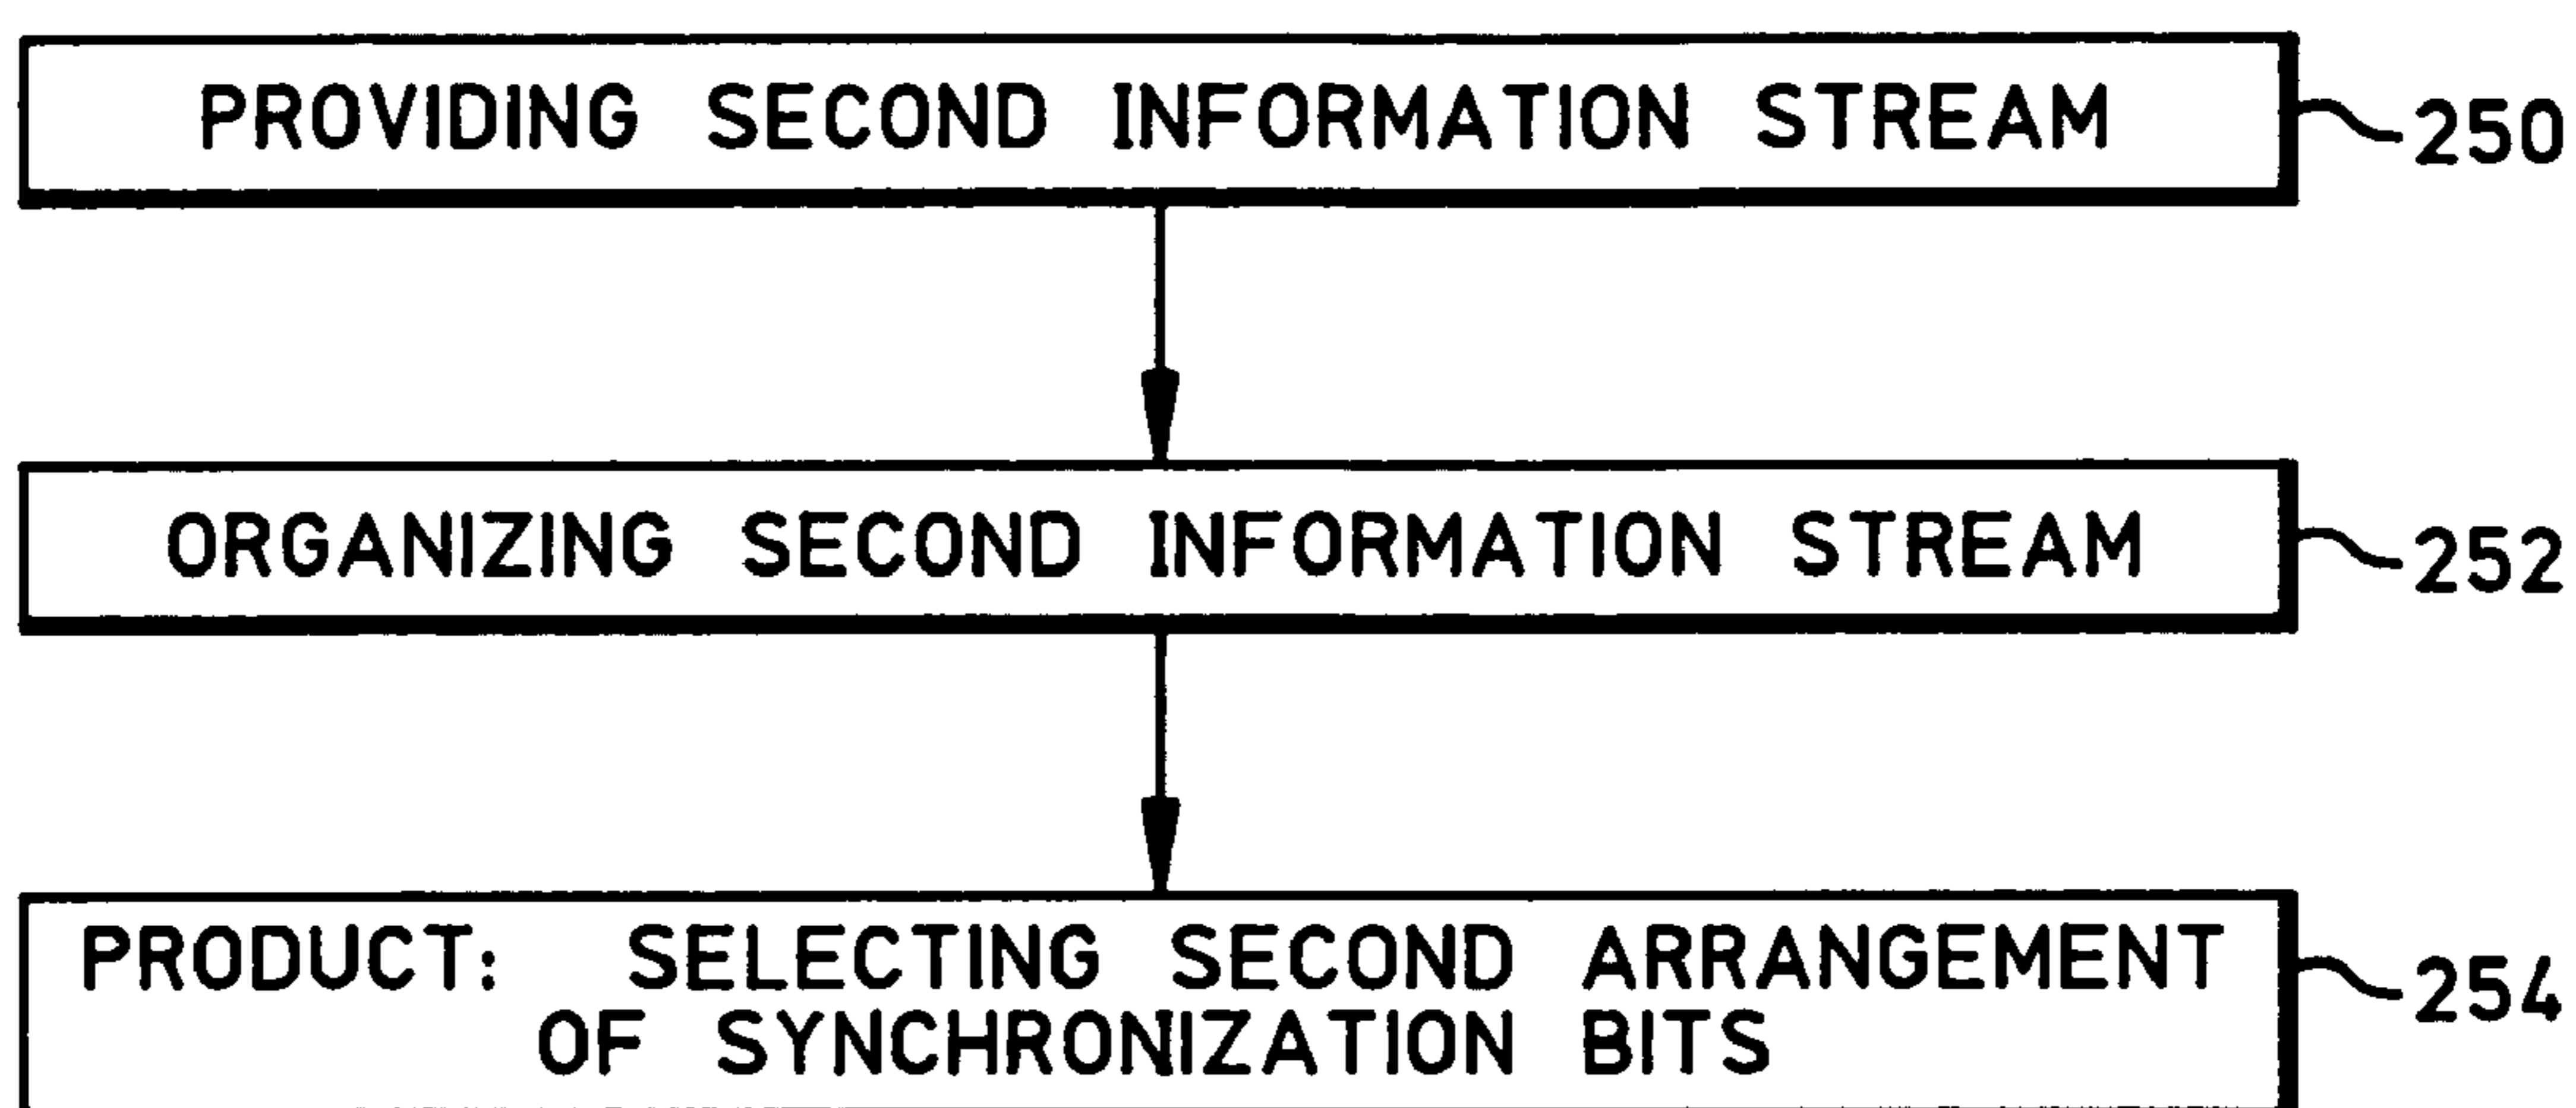 PROVIDING SECOND INFORMATION STREAM
250
ORGANIZING SECOND INFORMATION STREAM
252
PRODUCT: SELECTING SECOND ARRANGEMENT
254
OF SYNCHRONIZATION BITS